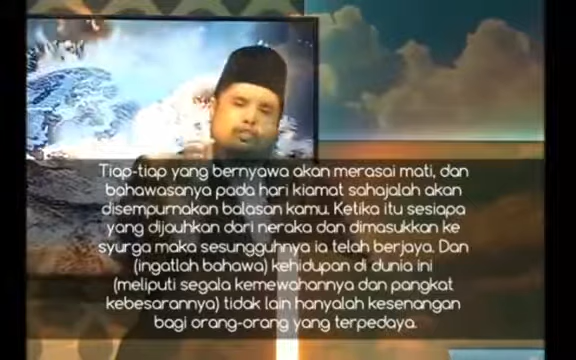 Tiap-tiap yang bernyawa akan merasai mati, dan
bahawasanya pada hari kiamat sahajalah akan
disempurnakan balasan kamu. Ketika itu sesiapa
yang dijauhkan dari neraka dan dimasukkan ke
syurga maka sesungguhnya ia telah berjaya. Dan
(ingatlah bahawa) kehidupan di dunia ini
(meliputi segala kemewahannya dan pangkat
kebesarannya) tidak lain hanyalah kesenangan
bagi orang-orang yang terpedaya.